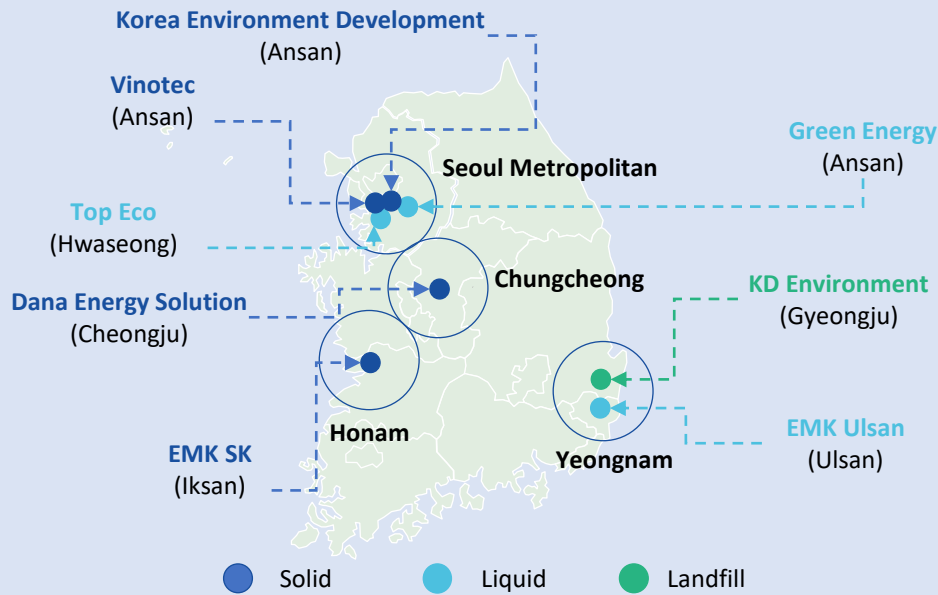 Korea Environment Development
(Ansan)
Vinotec
(Ansan)
Green Energy
(Ansan)
Seoul Metropolitan
Top Eco
(Hwaseong)
Chungcheong
KD Environment
(Gyeongju)
Dana Energy Solution
(Cheongju)
Honam
EMK Ulsan
(Ulsan)
EMK SK
(Iksan)
Yeongnam
Solid
Liquid
Landfill